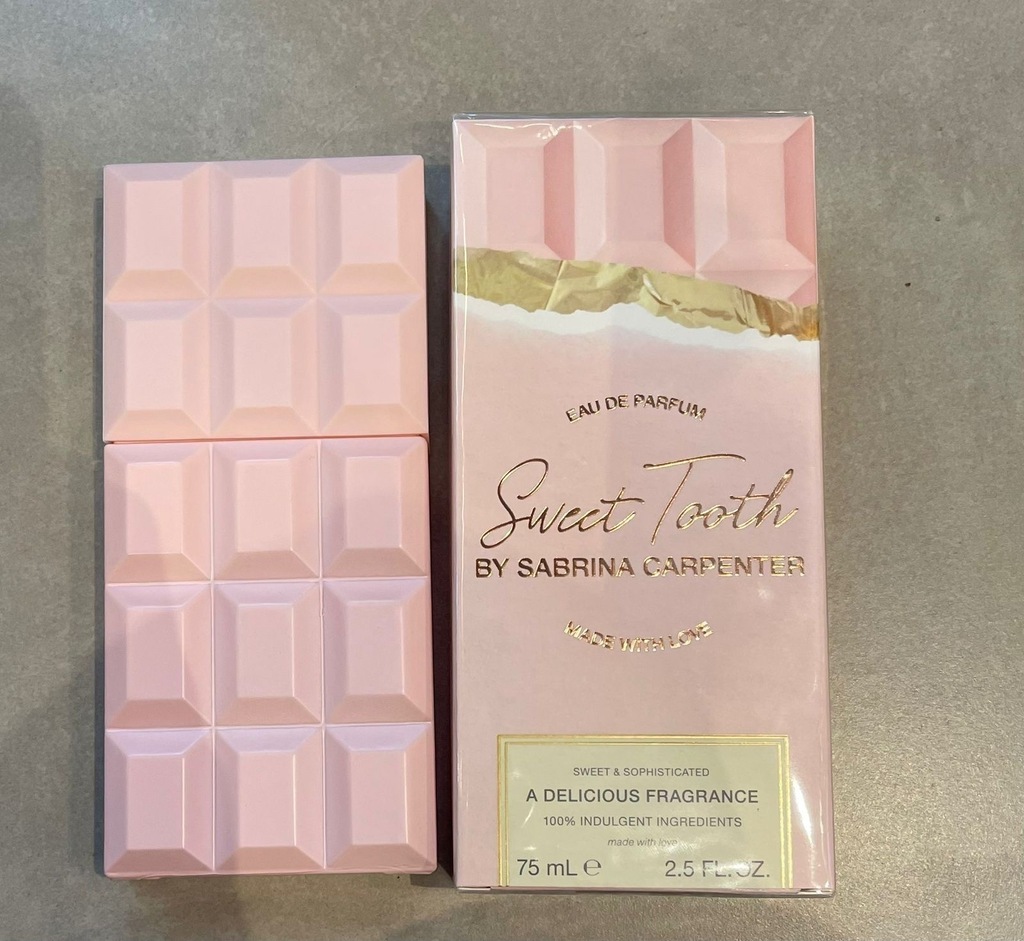 EAU DE PARFUM
Sweet Tooth
BY SABRINA CARPENTER
MADE WITH LOVE
SWEET & SOPHISTICATED
A DELICIOUS FRAGRANCE
100% INDULGENT INGREDIENTS
made with love
75 mL ℮ 2.5 FL. OZ.